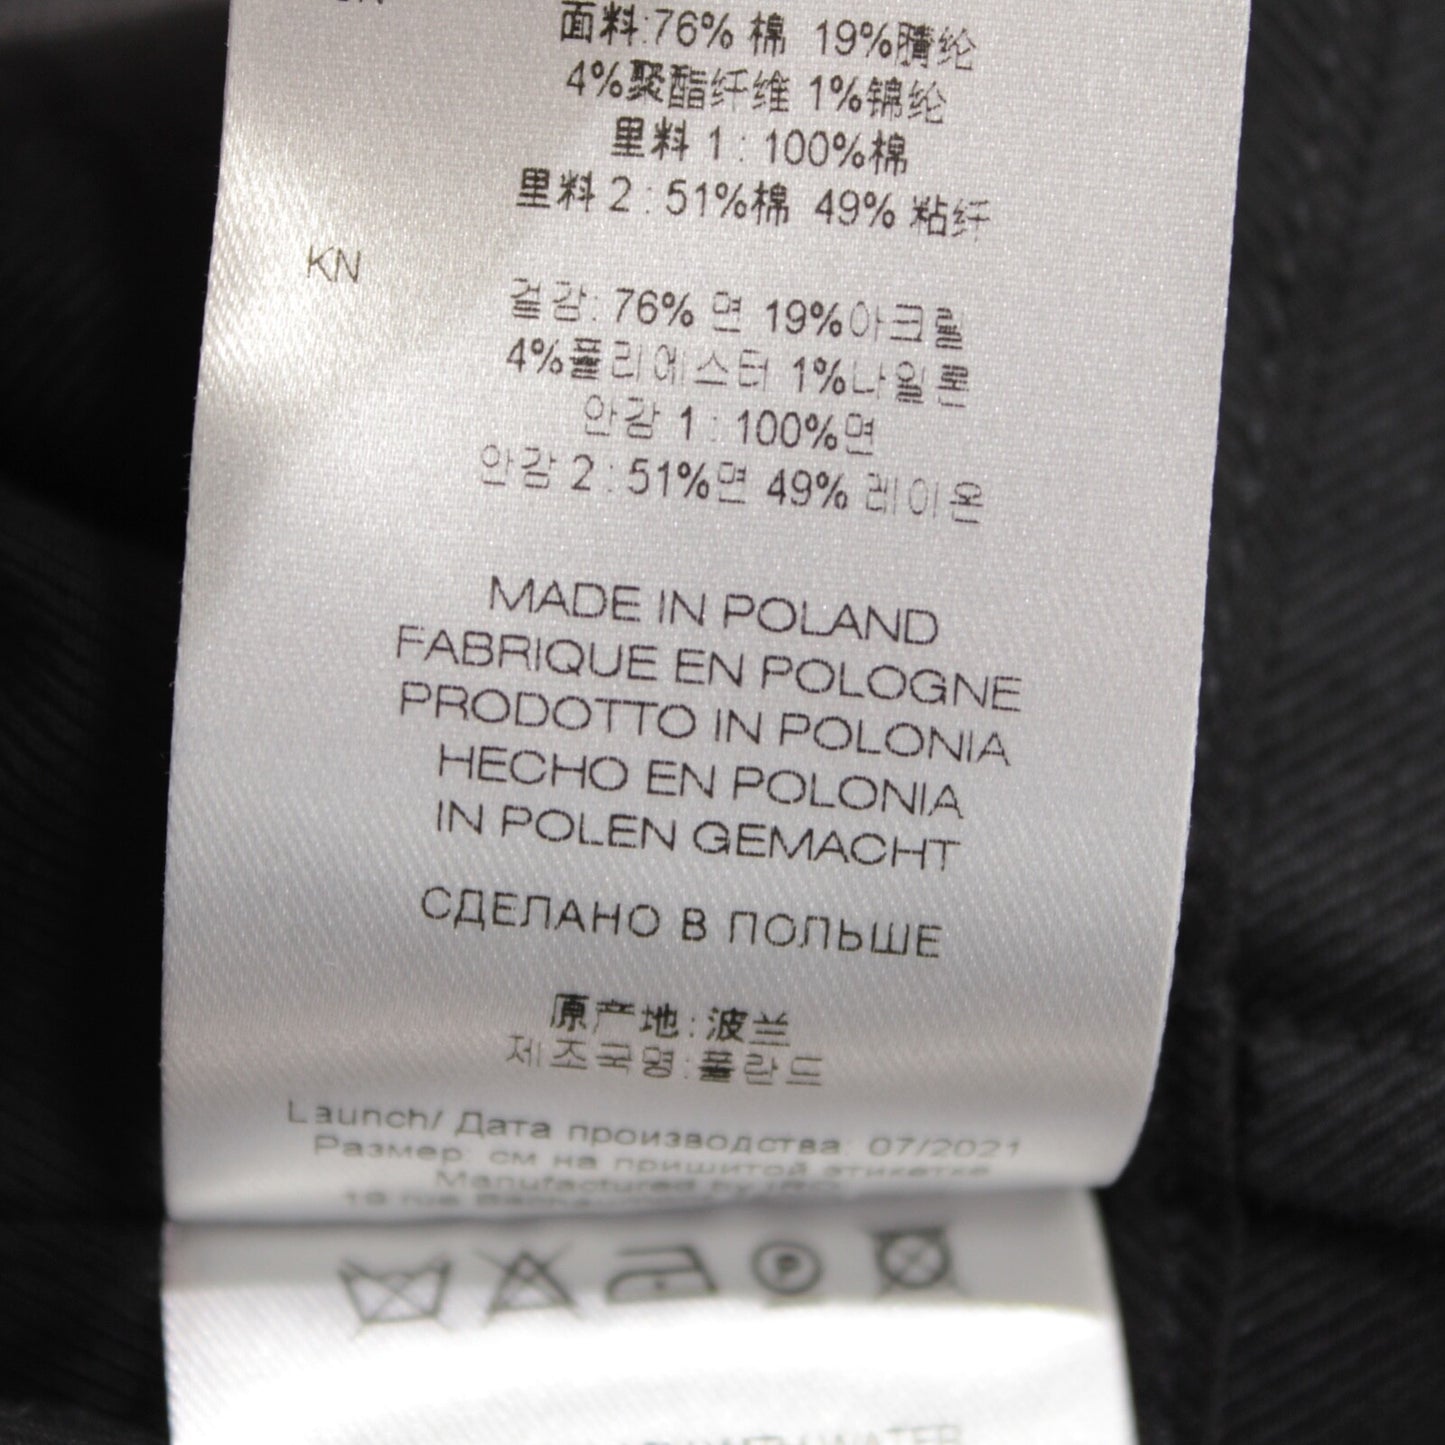 面料:76% 棉 19%腈纶
4%聚酯纤维 1%锦纶
里料 1 : 100%棉
里料 2 : 51%棉 49% 粘纤
KN
겉감: 76% 면 19%아크릴
4%폴리에스터 1%나일론
안감 1 : 100%면
안감 2 : 51%면 49% 레이온
MADE IN POLAND
FABRIQUE EN POLOGNE
PRODOTTO IN POLONIA
HECHO EN POLONIA
IN POLEN GEMACHT
СДЕЛАНО В ПОЛЬШЕ
原产地: 波兰
제조국명:폴란드
Launch/ Дата производства: 07/2021
Размер: см на пришитой этикетке
Manufactured by IRO
rue
WITH WATER